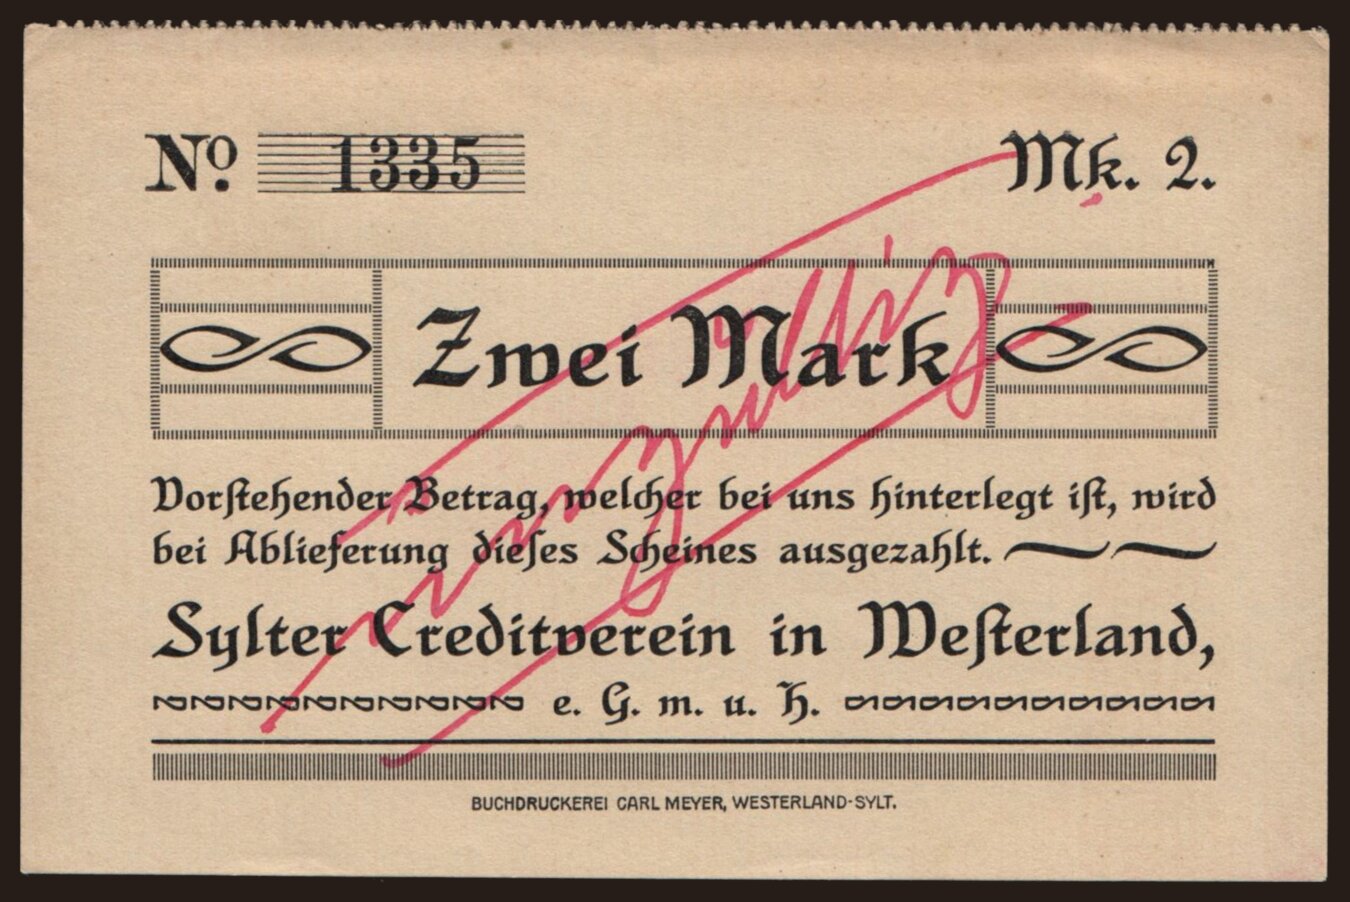 No. 1335 Mk. 2.
Zwei Mark
ungültig
Vorstehender Betrag, welcher bei uns hinterlegt ist, wird
bei Ablieferung dieses Scheines ausgezahlt.
Sylter Creditverein in Westerland,
e. G. m. u. H.
BUCHDRUCKEREI CARL MEYER, WESTERLAND-SYLT.